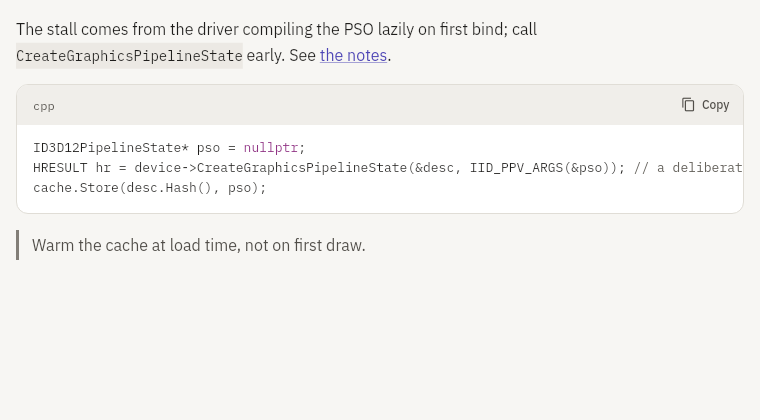 The stall comes from the driver compiling the PSO lazily on first bind; call
CreateGraphicsPipelineState early. See the notes.
cpp
Copy
ID3D12PipelineState* pso = nullptr;
HRESULT hr = device->CreateGraphicsPipelineState(&desc, IID_PPV_ARGS(&pso)); // a deliberat
cache.Store(desc.Hash(), pso);
Warm the cache at load time, not on first draw.